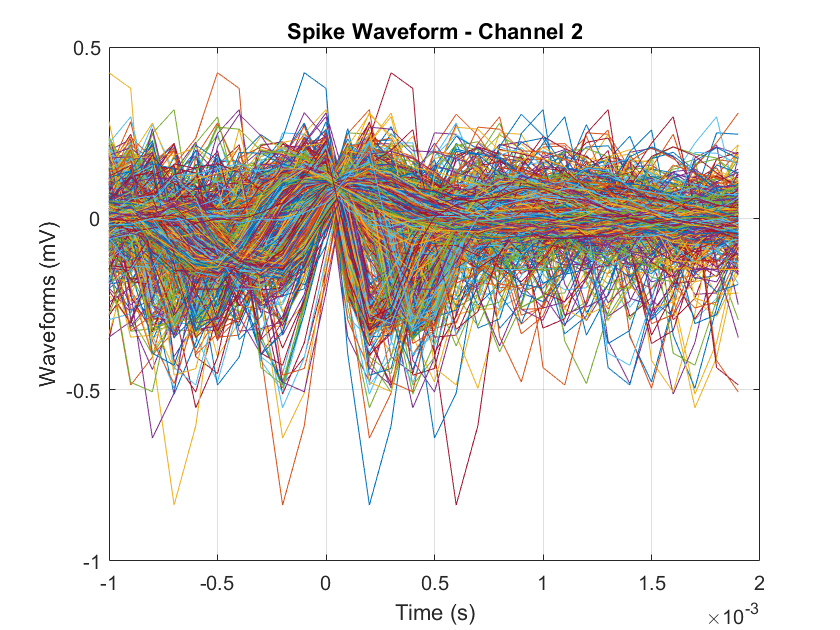 Spike Waveform - Channel 2
Waveforms (mV)
0.5
0
-0.5
-1
-1 -0.5 0 0.5 1 1.5 2
Time (s)
×10-3